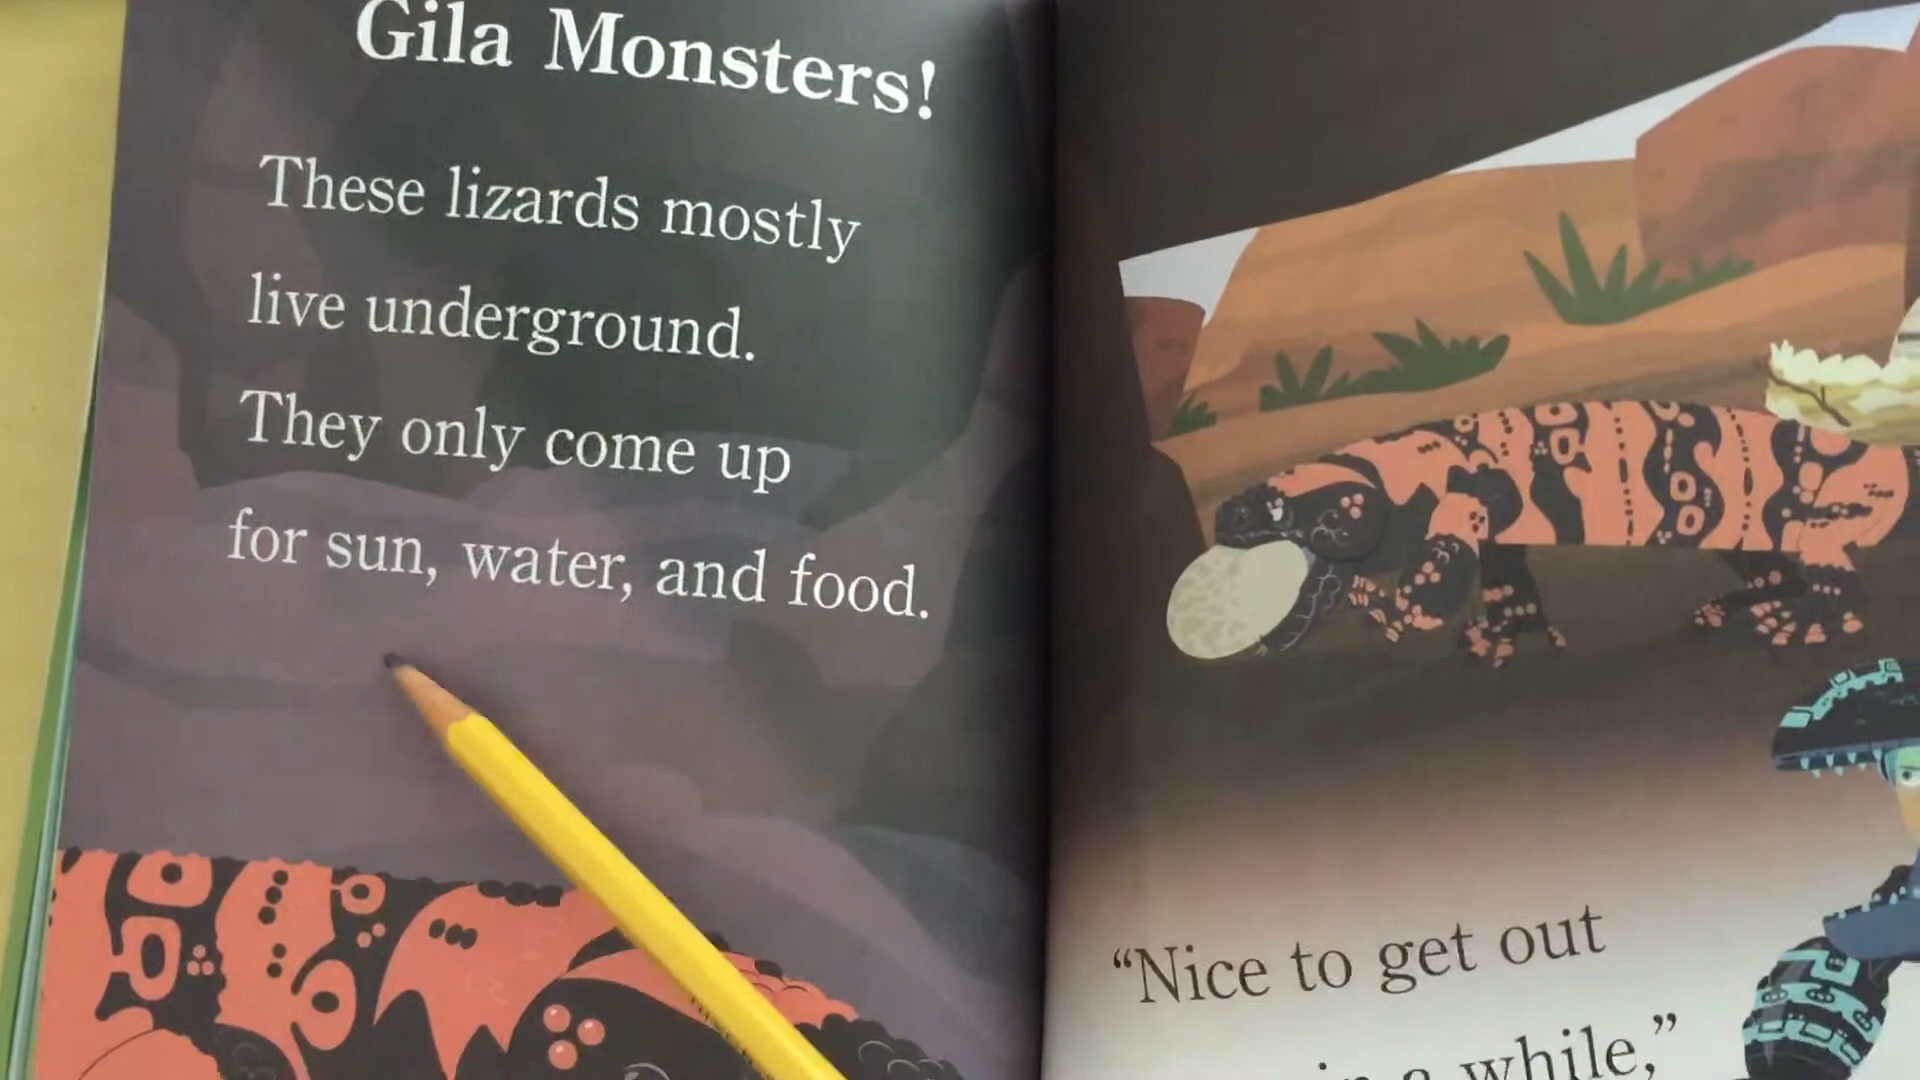 Gila Monsters!
These lizards mostly
live underground.
They only come up
for sun, water, and food.
“Nice to get out
in a while,”